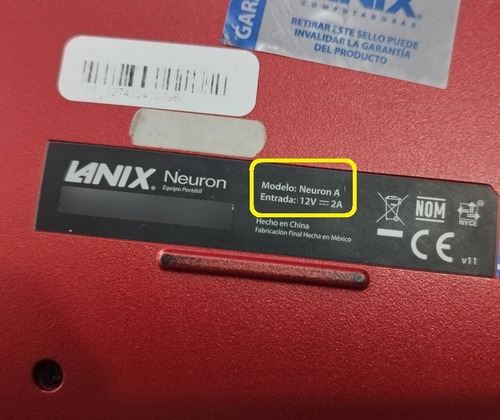 LANIX
COMPUTADORAS
RETIRAR ESTE SELLO PUEDE
INVALIDAR LA GARANTÍA
DEL PRODUCTO
LANIX Neuron
Equipo Portátil
Modelo: Neuron A
Entrada: 12V ⎓ 2A
Hecho en China
Fabricación Final Hecha en México
NOM
NYCE
CE
v11